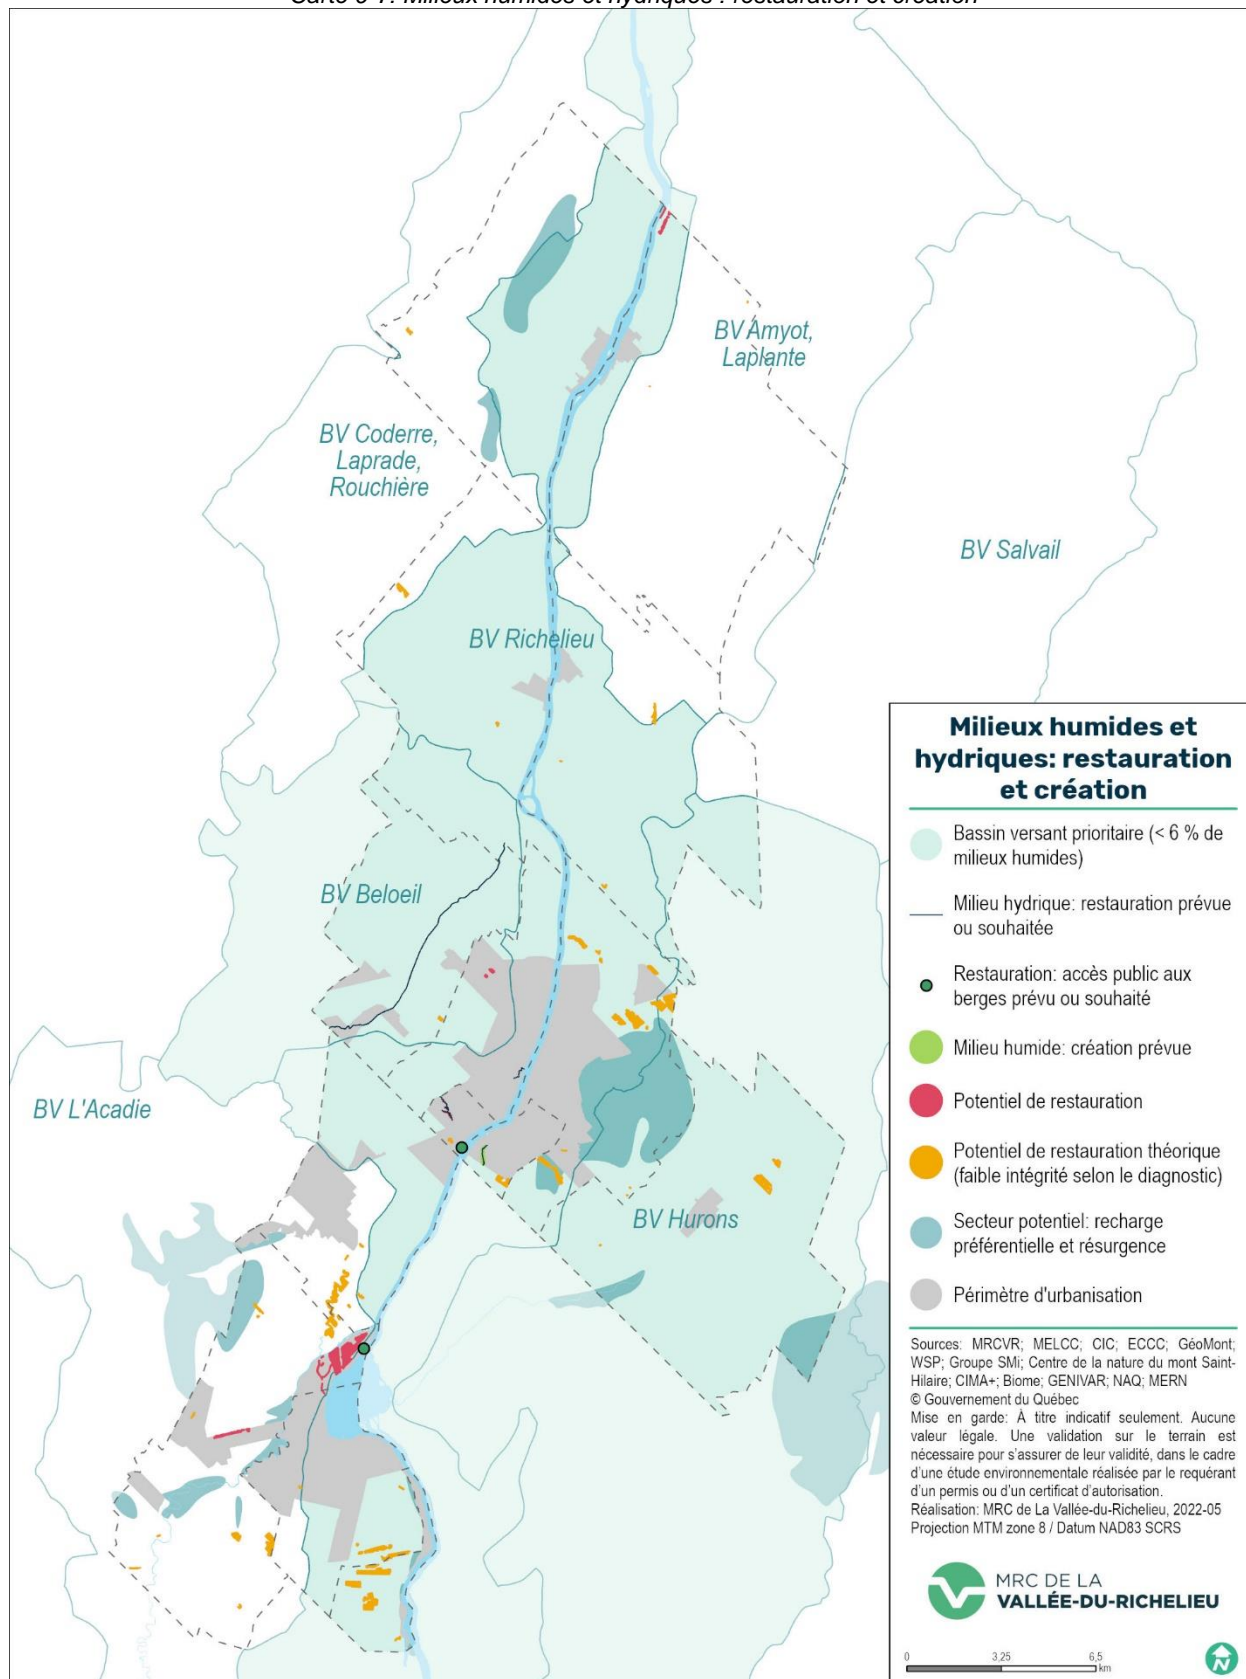 Carte 6-7: Milieux humides et hydriques : restauration et création
BV Amyot,
Laplante
BV Coderre,
Laprade,
Rouchière
BV Salvail
BV Richelieu
BV Beloeil
BV L'Acadie
BV Hurons
Milieux humides et
hydriques: restauration
et création
Bassin versant prioritaire (< 6 % de
milieux humides)
Milieu hydrique: restauration prévue
ou souhaitée
Restauration: accès public aux
berges prévu ou souhaité
Milieu humide: création prévue
Potentiel de restauration
Potentiel de restauration théorique
(faible intégrité selon le diagnostic)
Secteur potentiel: recharge
préférentielle et résurgence
Périmètre d'urbanisation
Sources: MRCVR; MELCC; CIC; ECCC; GéoMont;
WSP; Groupe SMi; Centre de la nature du mont Saint-
Hilaire; CIMA+; Biome; GENIVAR; NAQ; MERN
© Gouvernement du Québec
Mise en garde: À titre indicatif seulement. Aucune
valeur légale. Une validation sur le terrain est
nécessaire pour s'assurer de leur validité, dans le cadre
d'une étude environnementale réalisée par le requérant
d'un permis ou d'un certificat d'autorisation.
Réalisation: MRC de La Vallée-du-Richelieu, 2022-05
Projection MTM zone 8 / Datum NAD83 SCRS
MRC DE LA
VALLÉE-DU-RICHELIEU
0 3,25 6,5
km
N